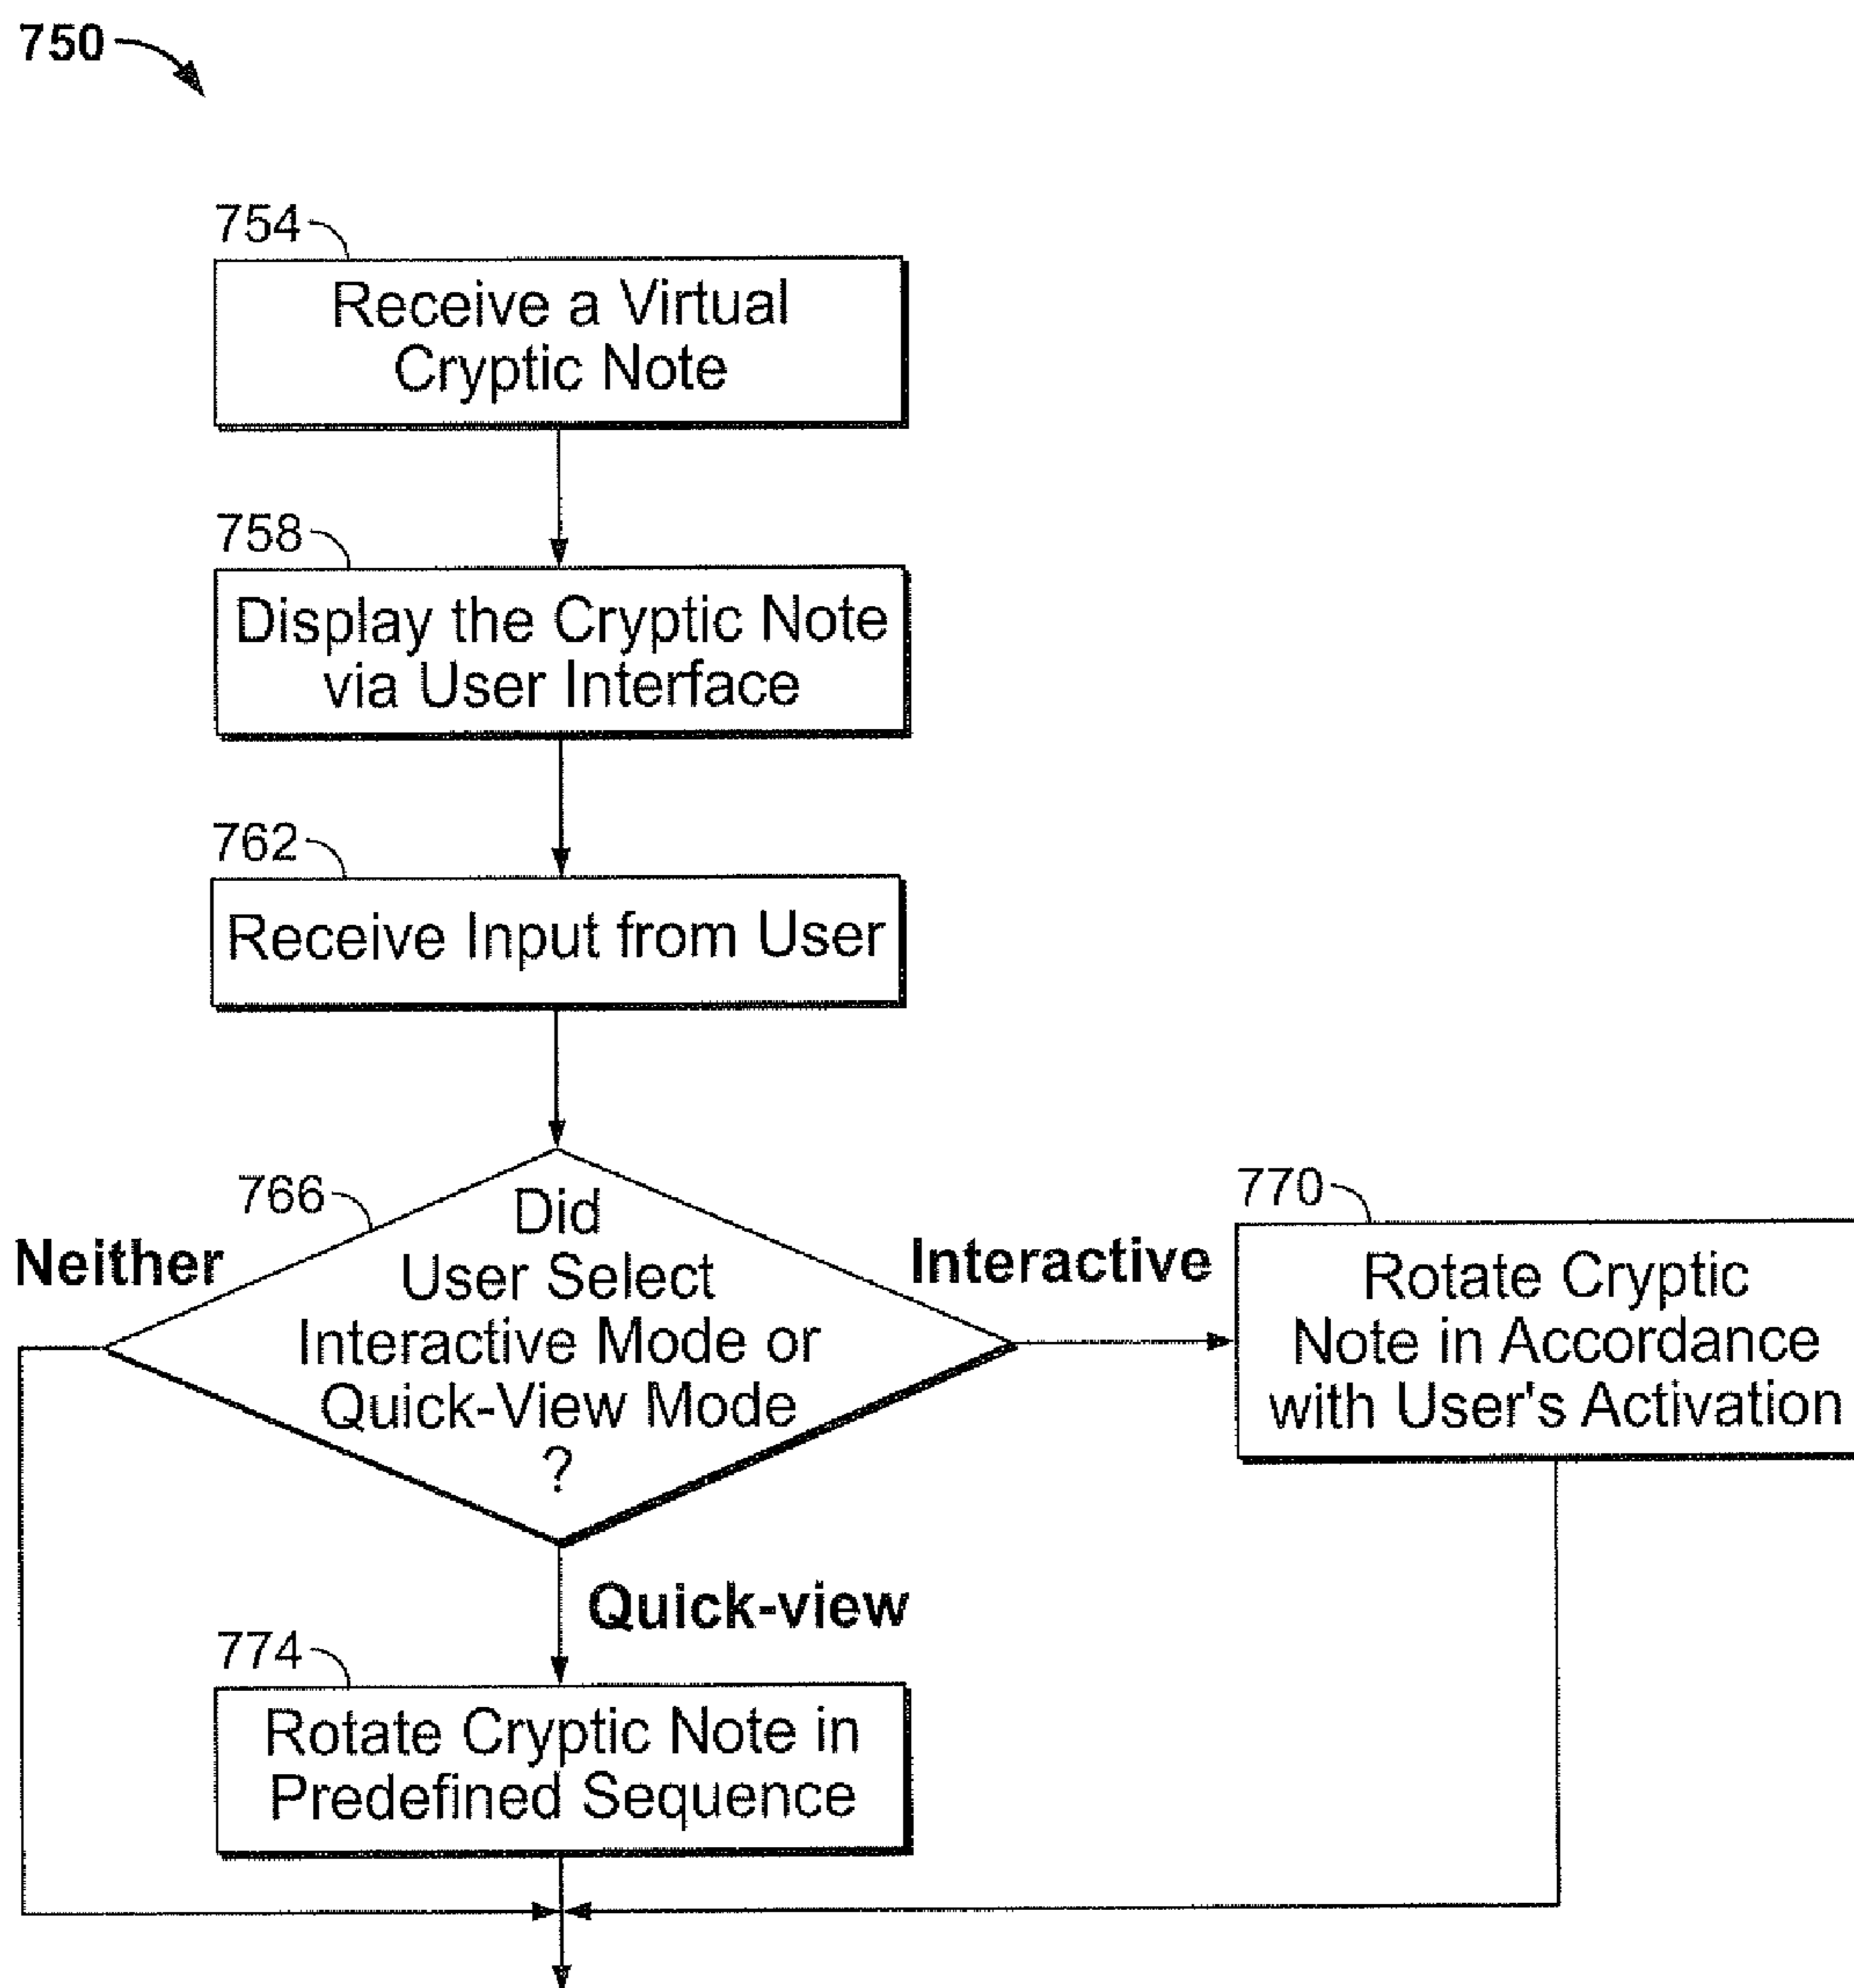 750
754
Receive a Virtual
Cryptic Note
758
Display the Cryptic Note
via User Interface
762
Receive Input from User
766
Did
User Select
Interactive Mode or
Quick-View Mode
?
Neither
Interactive
770
Rotate Cryptic
Note in Accordance
with User's Activation
Quick-view
774
Rotate Cryptic Note in
Predefined Sequence